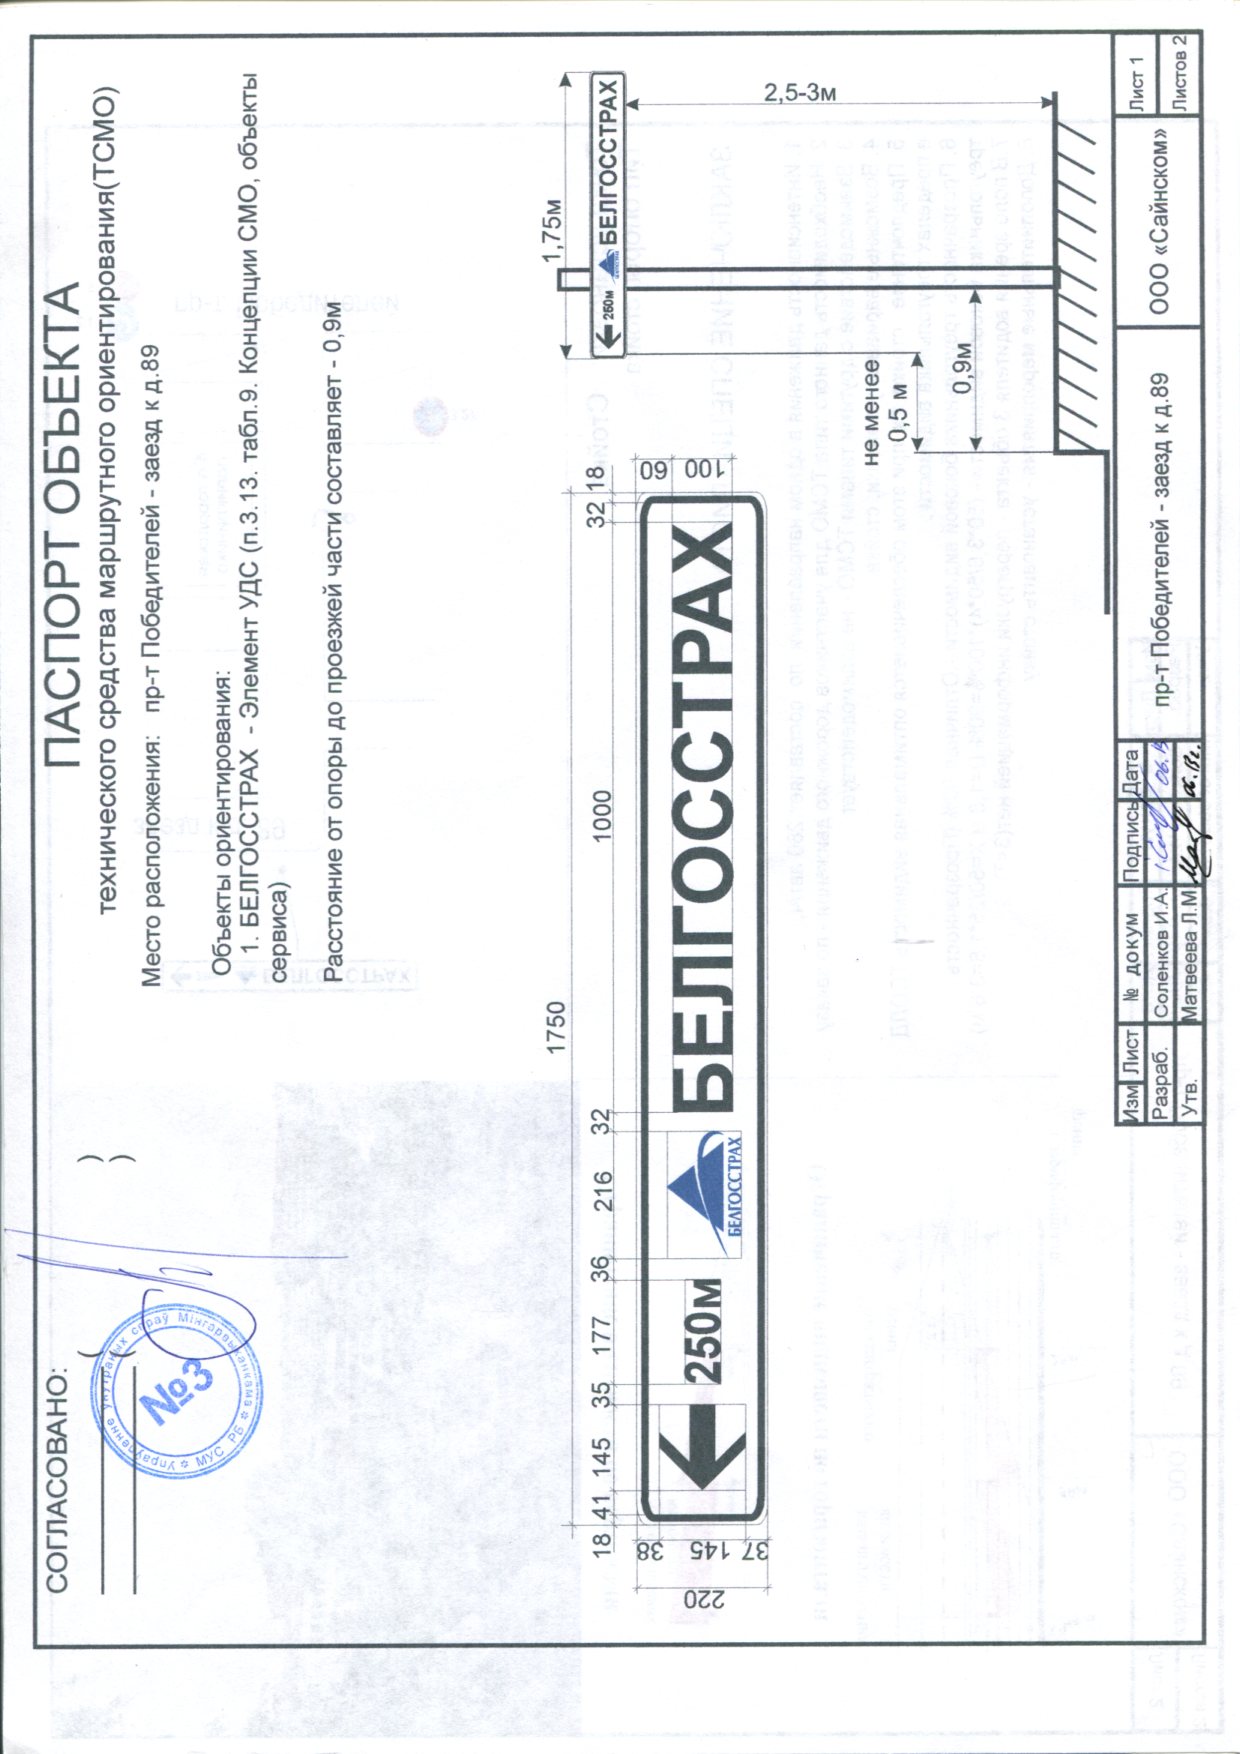 СОГЛАСОВАНО:
( )
( )
упраўленне унутраных спраў Мінгарвыканкама * МУС РБ *
№3
ПАСПОРТ ОБЪЕКТА
технического средства маршрутного ориентирования(ТСМО)
Место расположения: пр-т Победителей - заезд к д.89
Объекты ориентирования:
1. БЕЛГОССТРАХ - Элемент УДС (п.3.13. табл.9. Концепции СМО, объекты
сервиса)
Расстояние от опоры до проезжей части составляет - 0,9м
1750
18 41 145 35 177 36 216 32 1000 32 18
220
38 145 37
60 100
250м БЕЛГОССТРАХ БЕЛГОССТРАХ
1,75м
250м БЕЛГОССТРАХ
2,5-3м
не менее
0,5 м
0,9м
Изм Лист № докум Подпись Дата
Разраб. Соленков И.А. 06.13
Утв. Матвеева Л.М.
пр-т Победителей - заезд к д.89
ООО «Сайнском»
Лист 1
Листов 2